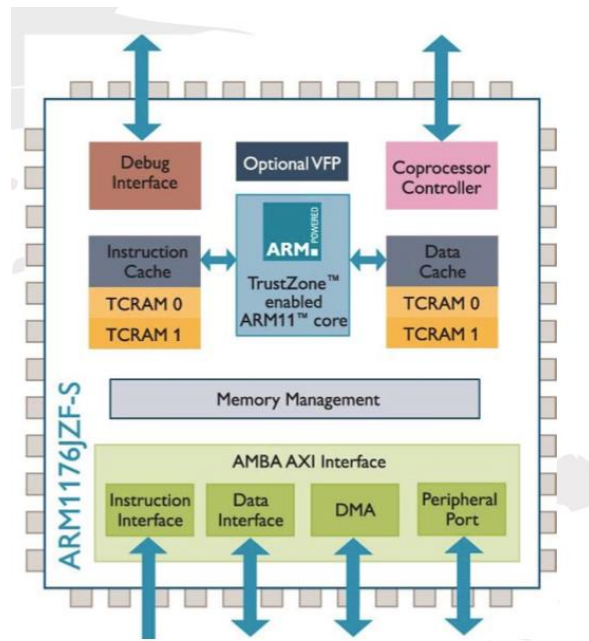 Debug
Interface
Optional VFP
Coprocessor
Controller
ARM POWERED
TrustZone™
enabled
ARM11™ core
Instruction
Cache
TCRAM 0
TCRAM 1
Data
Cache
TCRAM 0
TCRAM 1
Memory Management
AMBA AXI Interface
Instruction
Interface
Data
Interface
DMA
Peripheral
Port
ARM1176JZF-S